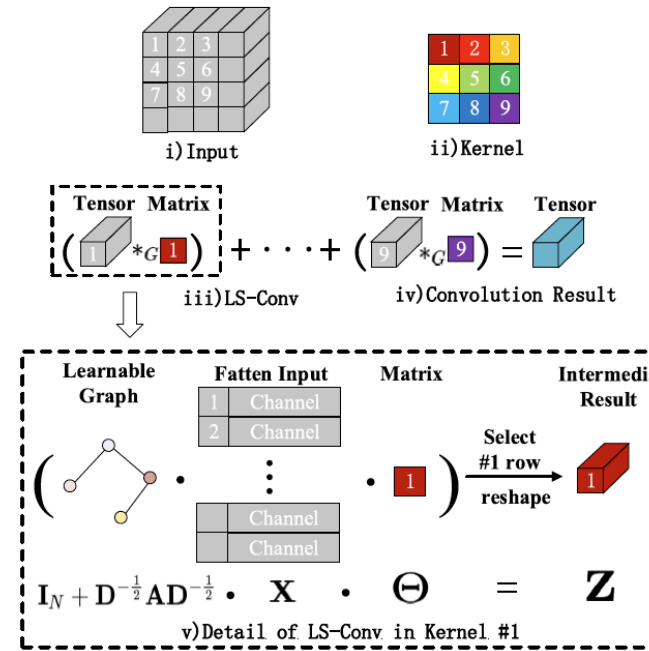 1 2 3
4 5 6
7 8 9
i)Input
1 2 3
4 5 6
7 8 9
ii)Kernel
Tensor Matrix
( 1 *G 1 ) + · · · + ( 9 *G 9 ) =
Tensor Matrix
Tensor
iii)LS-Conv
iv)Convolution Result
Learnable
Graph
Fatten Input
1 Channel
2 Channel
⋮
Channel
Channel
Matrix
1
Select
#1 row
reshape
Intermedi
Result
1
I_N + D^{-1/2} A D^{-1/2} · X · Θ = Z
v)Detail of LS-Conv in Kernel #1